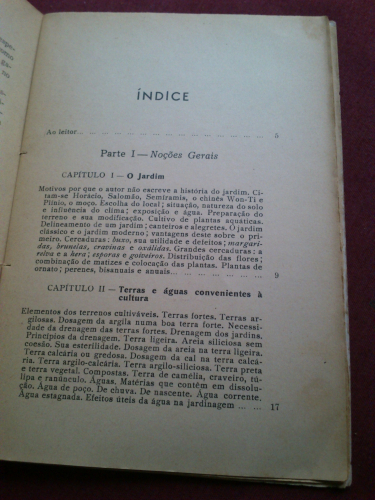 ÍNDICE
Ao leitor... ... ... ... ... ... ... ... ... ... 5
Parte I — Noções Gerais
CAPÍTULO I — O Jardim
Motivos por que o autor não escreve a história do jardim. Ci-
tam-se Horácio, Salomão, Semiramis, o chinês Won-Ti e
Plínio, o moço. Escolha do local; situação, natureza do solo
e influência do clima; exposição e água. Preparação do
terreno e sua modificação. Cultivo de plantas aquáticas.
Delineamento de um jardim; canteiros e alegretes. O jardim
clássico e o jardim moderno; vantagens deste sobre o pri-
meiro. Cercaduras: buxo, sua utilidade e defeitos; margari-
das, brunelas, cravinas e oxálidas. Grandes cercaduras: a
relva e a hera; esporas e goiveiros. Distribuição das flores;
combinação de matizes e colocação das plantas. Plantas de
ornato; perenes, bisanuais e anuais... ... ... ... ... ... 9
CAPÍTULO II — Terras e águas convenientes à
cultura
Elementos dos terrenos cultiváveis. Terras fortes. Terras ar-
gilosas. Dosagem da argila numa boa terra forte. Necessi-
dade da drenagem das terras fortes. Drenagem dos jardins.
Princípios da drenagem. Terra ligeira. Areia siliciosa sem
coesão. Sua esterilidade. Dosagem da areia na terra ligeira.
Terra calcária ou gredosa. Dosagem da cal na terra calcá-
ria. Terra argilo-calcária. Terra argilo-siliciosa. Terra preta
e terra vegetal. Compostas. Terra de camélia, craveiro, tú-
lipa e ranúnculo. Águas. Matérias que contém em dissolu-
ção. Água de poço. De chuva. De nascente. Água corrente.
Água estagnada. Efeitos úteis da água na jardinagem ... ... 17